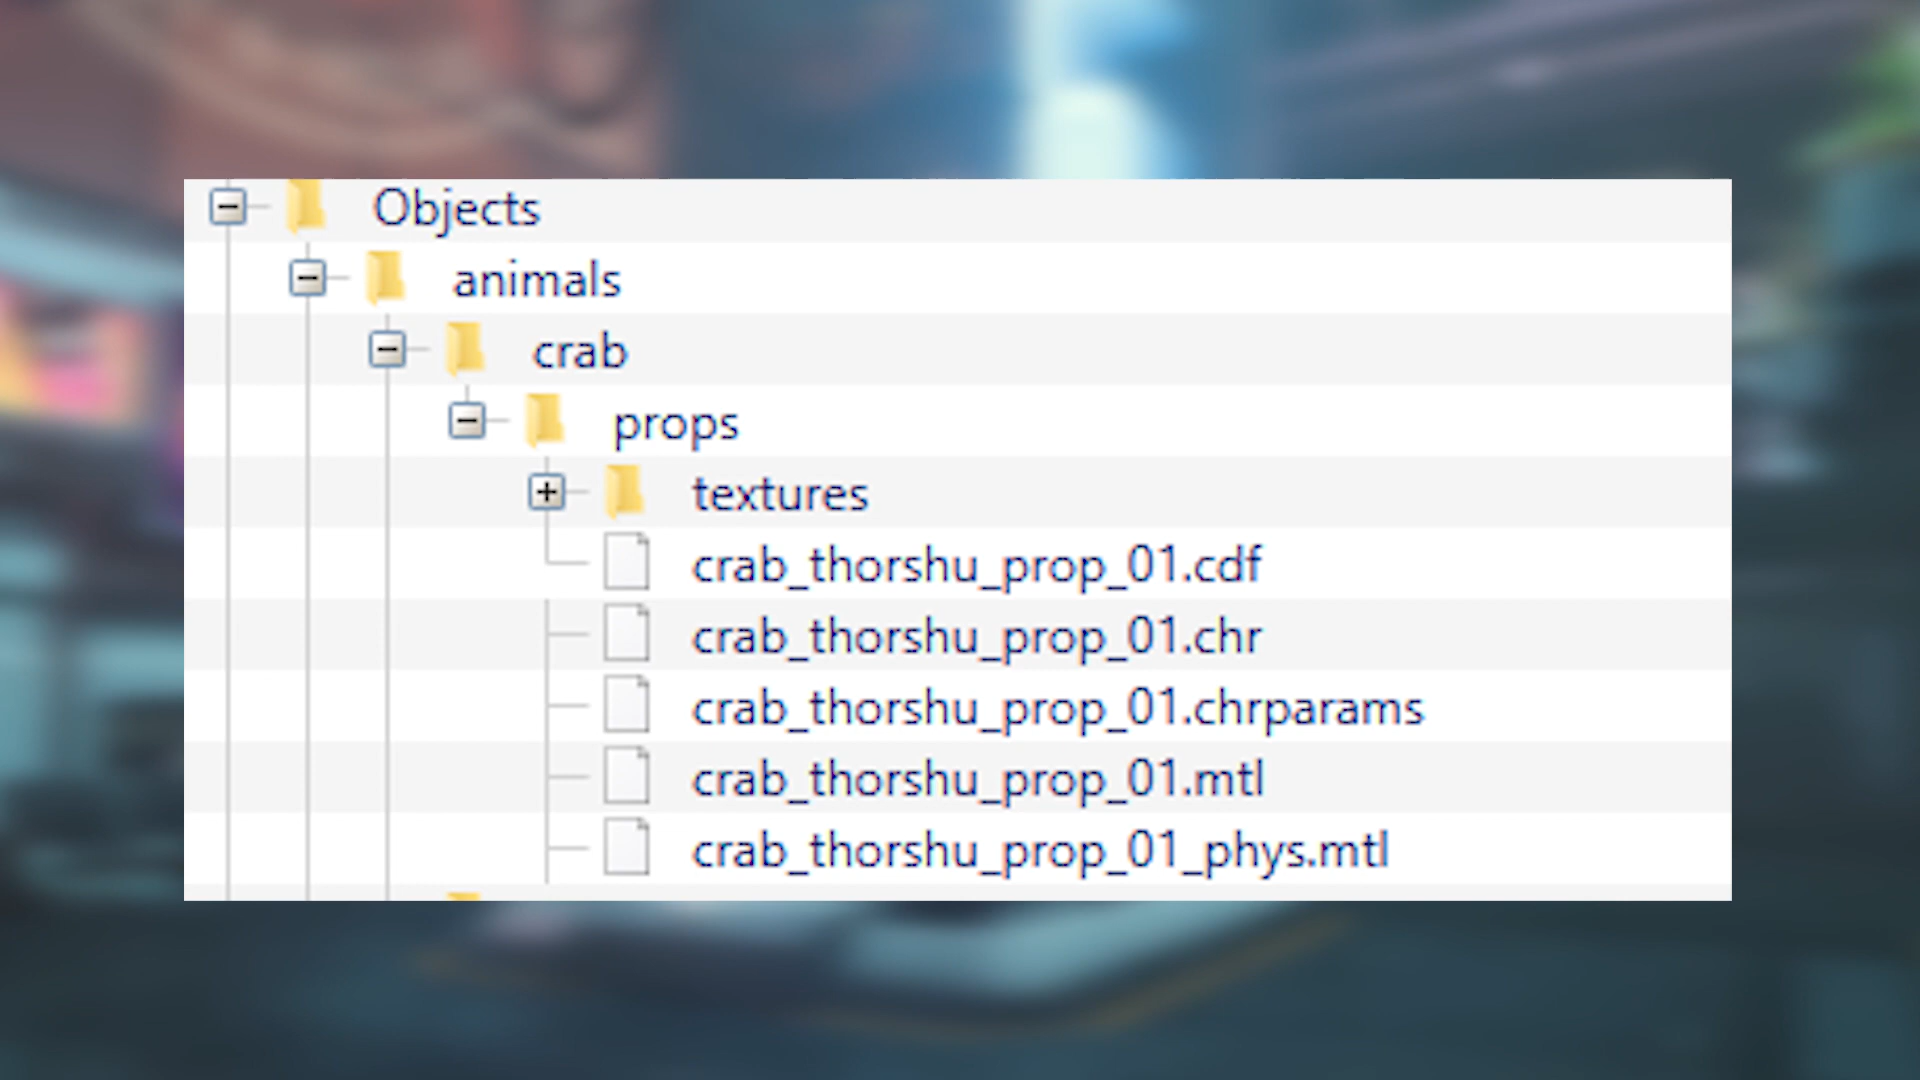 Objects
animals
crab
props
textures
crab_thorshu_prop_01.cdf
crab_thorshu_prop_01.chr
crab_thorshu_prop_01.chrparams
crab_thorshu_prop_01.mtl
crab_thorshu_prop_01_phys.mtl